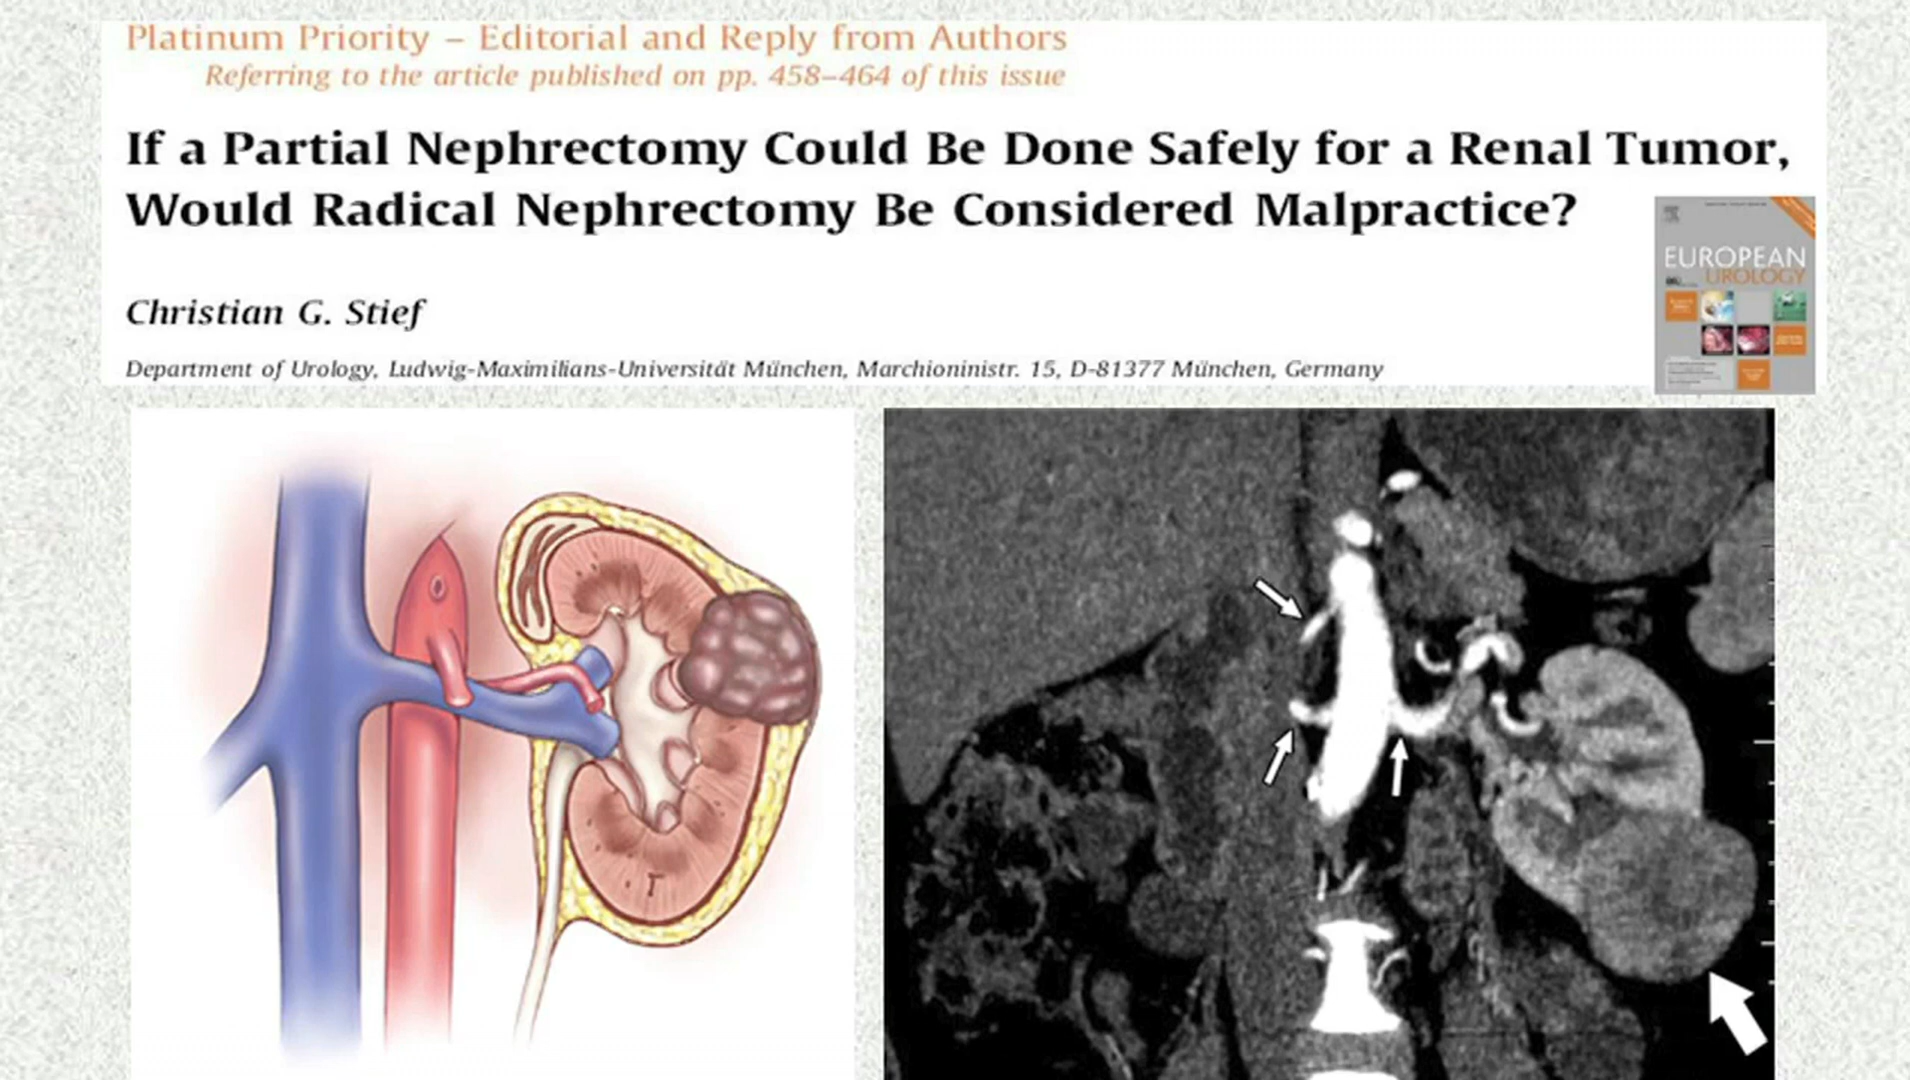 Platinum Priority – Editorial and Reply from Authors
Referring to the article published on pp. 458–464 of this issue
If a Partial Nephrectomy Could Be Done Safely for a Renal Tumor,
Would Radical Nephrectomy Be Considered Malpractice?
Christian G. Stief
Department of Urology, Ludwig-Maximilians-Universität München, Marchioninistr. 15, D-81377 München, Germany
EUROPEAN
UROLOGY